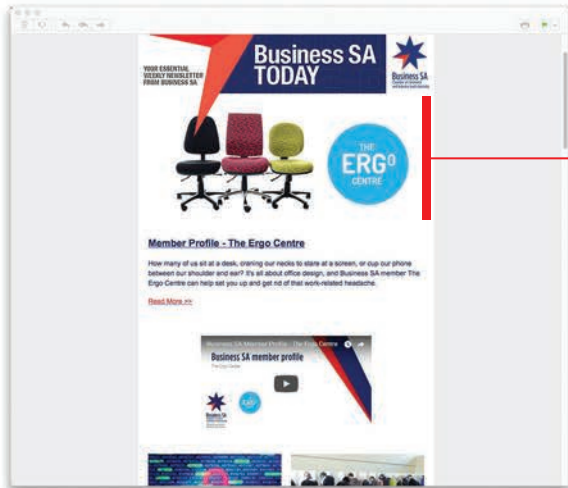 YOUR ESSENTIAL
WEEKLY NEWSLETTER
FROM BUSINESS SA
Business SA
TODAY
Business SA
THE
ERGO
CENTRE
Member Profile - The Ergo Centre
How many of us sit at a desk, craning our necks to stare at a screen, or cup our phone
between our shoulder and ear? It's all about office design, and Business SA member The
Ergo Centre can help set you up and get rid of that work-related headache.
Read More >>
Business SA Member Profile - The Ergo Centre
Business SA member profile
The Ergo Centre
Business SA